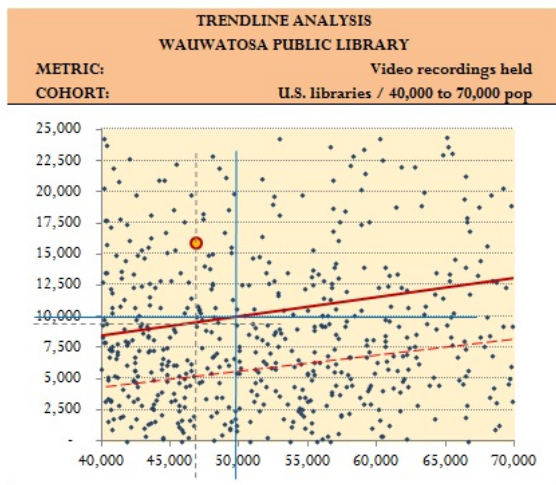 TRENDLINE ANALYSIS
WAUWATOSA PUBLIC LIBRARY
METRIC: Video recordings held
COHORT: U.S. libraries / 40,000 to 70,000 pop
25,000
22,500
20,000
17,500
15,000
12,500
10,000
7,500
5,000
2,500
-
40,000 45,000 50,000 55,000 60,000 65,000 70,000